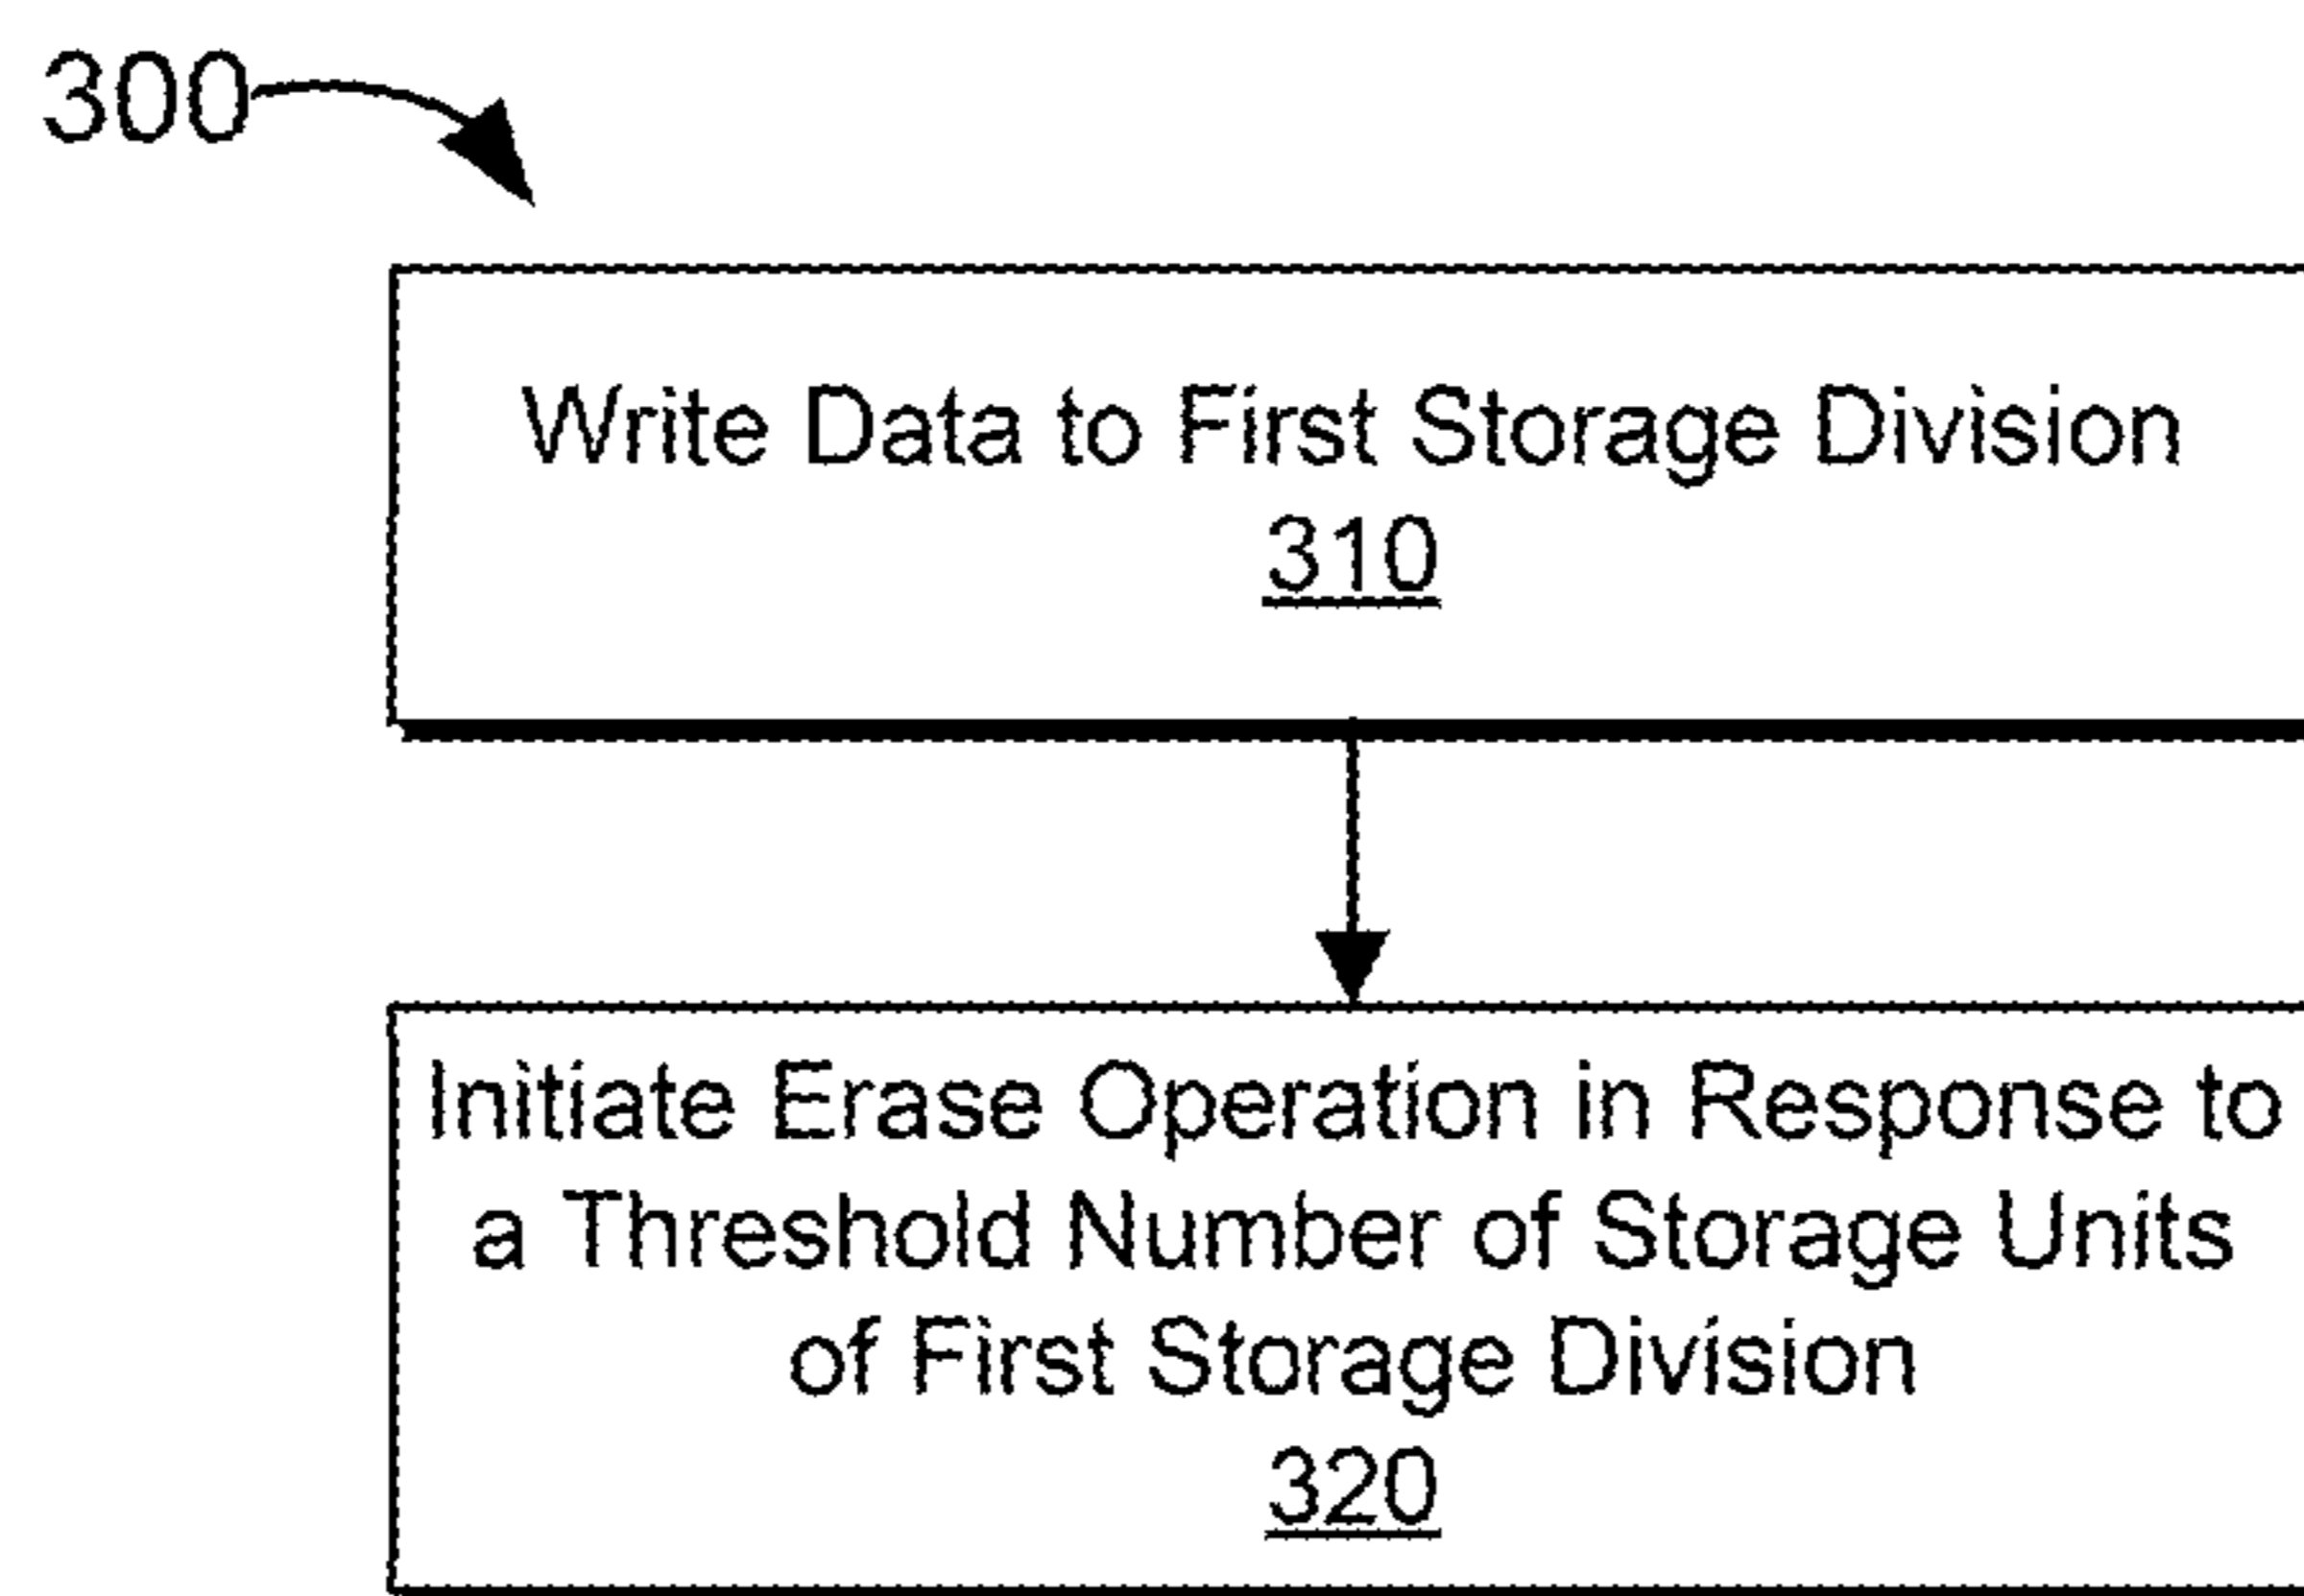 300
Write Data to First Storage Division
310
Initiate Erase Operation in Response to
a Threshold Number of Storage Units
of First Storage Division
320